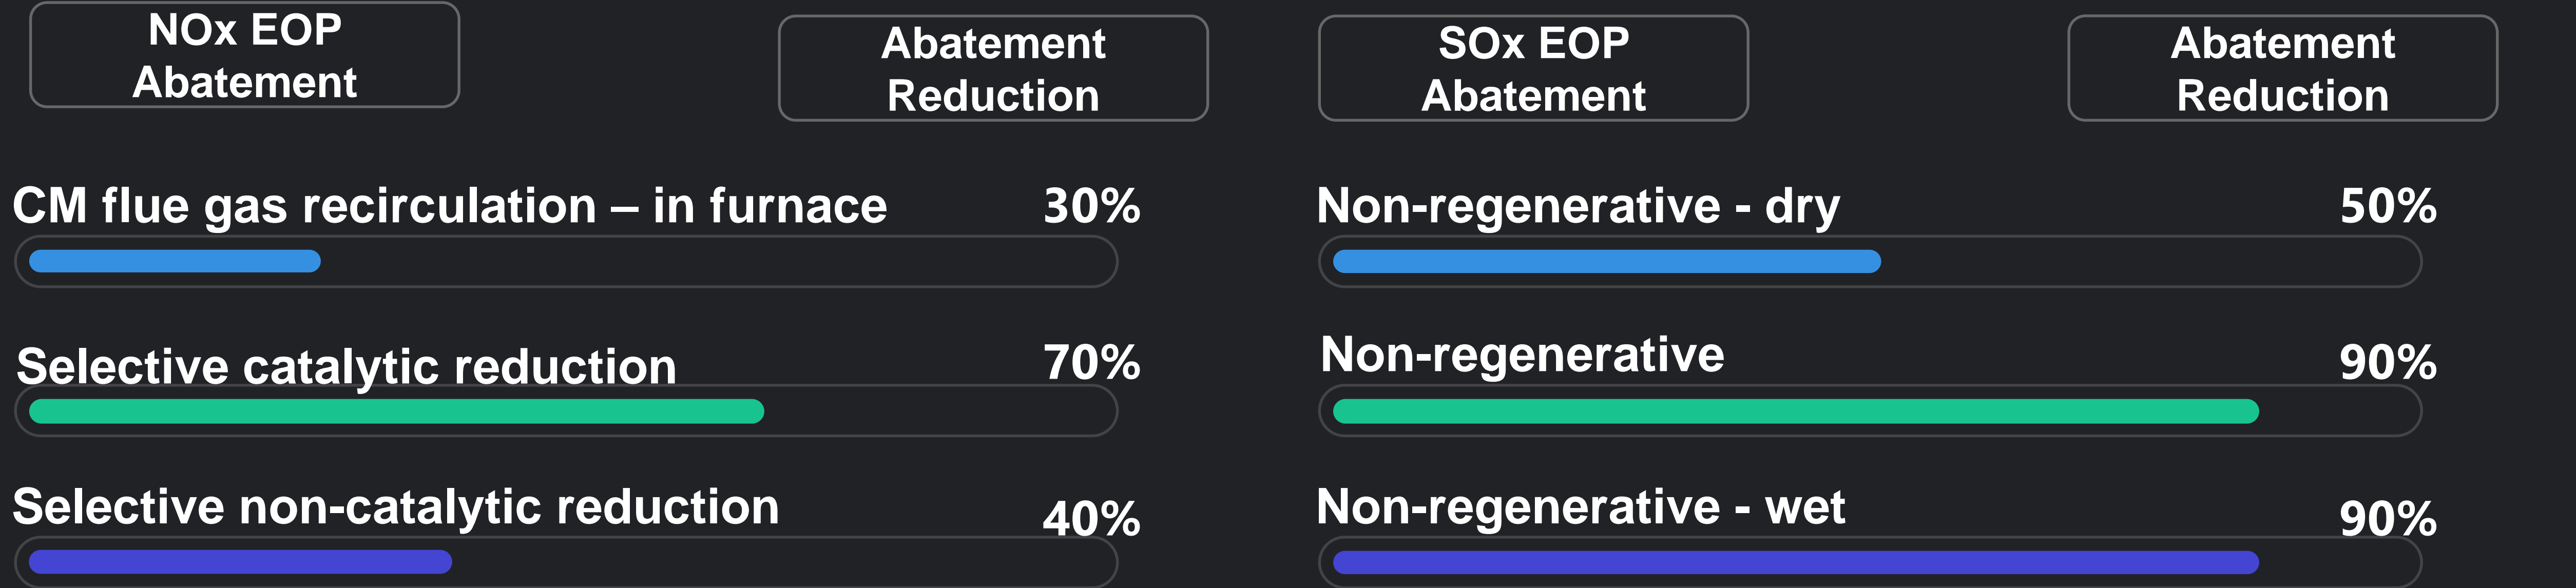 NOx EOP
Abatement
Abatement
Reduction
CM flue gas recirculation – in furnace 30%
Selective catalytic reduction 70%
Selective non-catalytic reduction 40%
SOx EOP
Abatement
Abatement
Reduction
Non-regenerative - dry 50%
Non-regenerative 90%
Non-regenerative - wet 90%